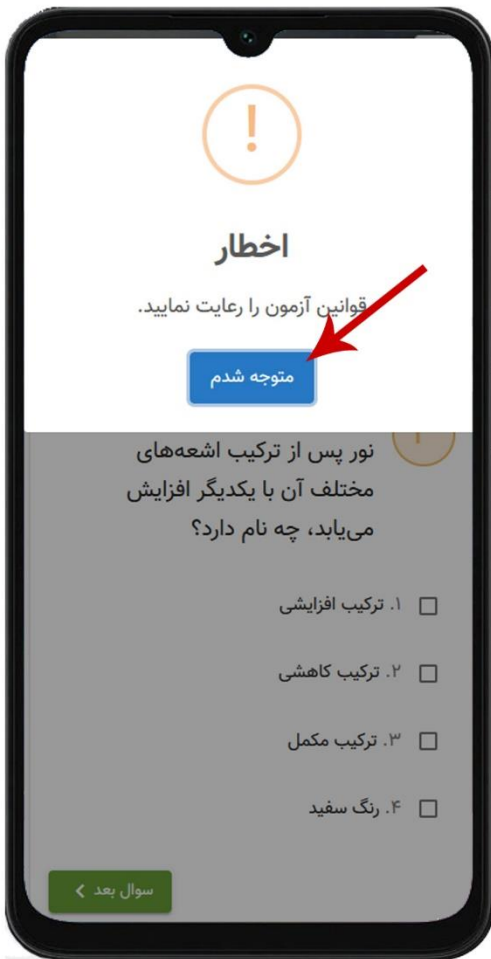 !
اخطار
قوانین آزمون را رعایت نمایید.
متوجه شدم
نور پس از ترکیب اشعه‌های
مختلف آن با یکدیگر افزایش
می‌یابد، چه نام دارد؟
۱. ترکیب افزایشی
۲. ترکیب کاهشی
۳. ترکیب مکمل
۴. رنگ سفید
سوال بعد